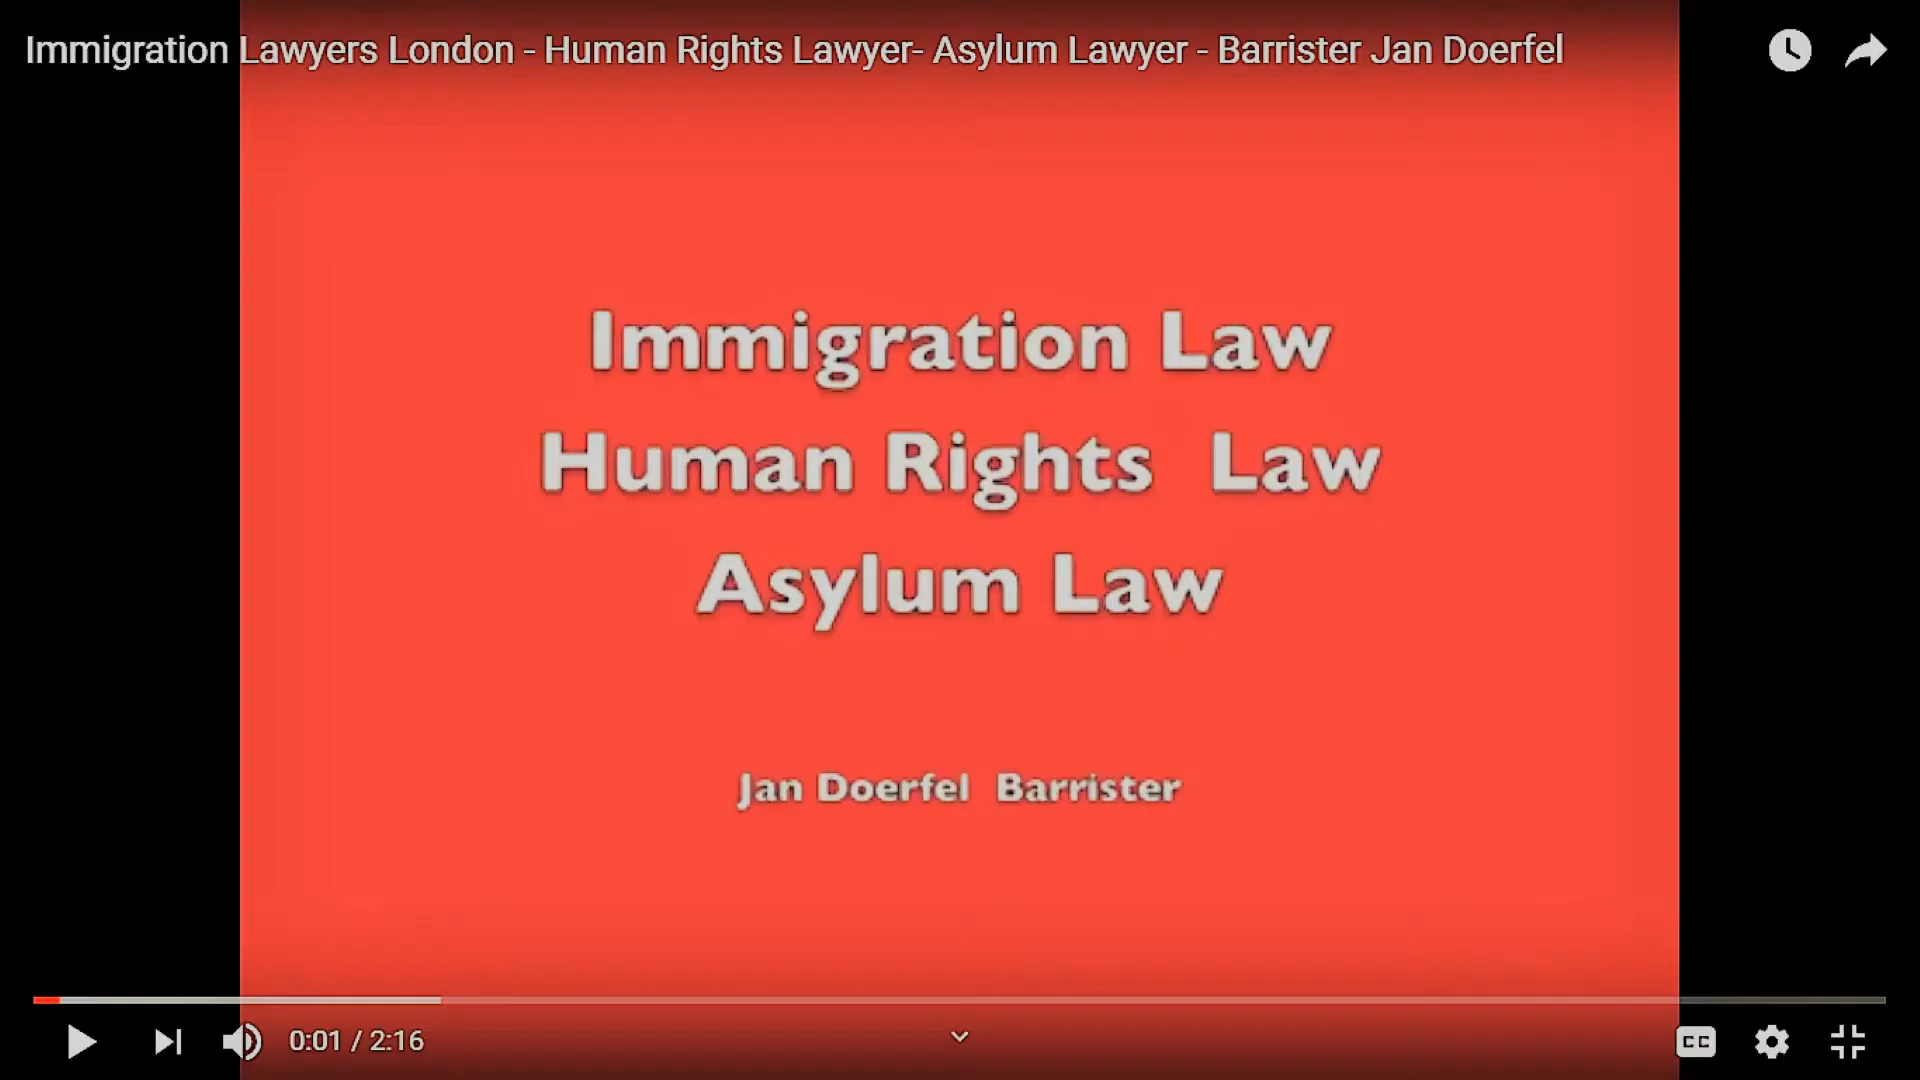 Immigration Lawyers London - Human Rights Lawyer- Asylum Lawyer - Barrister Jan Doerfel
Immigration Law
Human Rights Law
Asylum Law
Jan Doerfel Barrister
0:01 / 2:16
CC